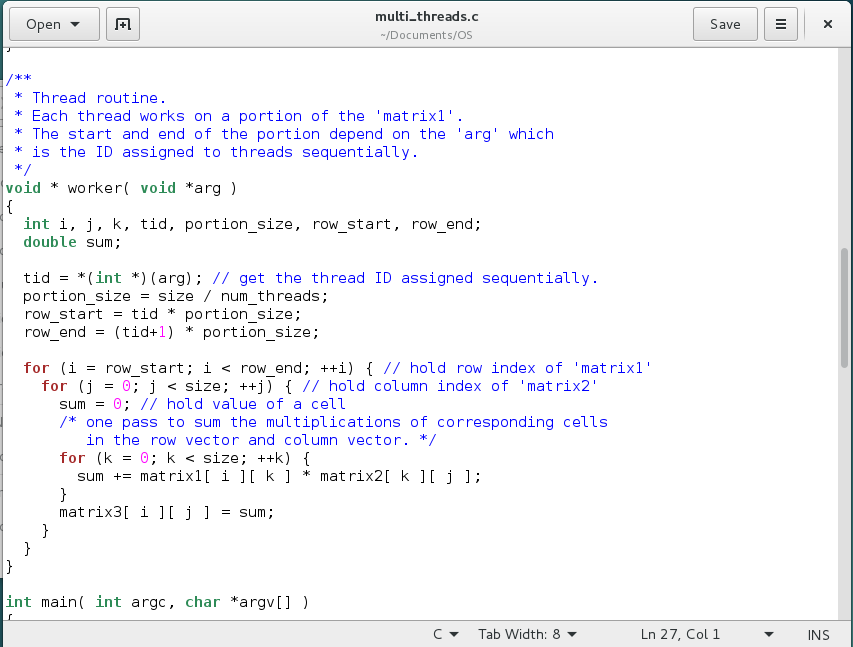 Open
multi_threads.c
~/Documents/OS
Save
}
/**
 * Thread routine.
 * Each thread works on a portion of the 'matrix1'.
 * The start and end of the portion depend on the 'arg' which
 * is the ID assigned to threads sequentially.
 */
void * worker( void *arg )
{
  int i, j, k, tid, portion_size, row_start, row_end;
  double sum;
  tid = *(int *)(arg); // get the thread ID assigned sequentially.
  portion_size = size / num_threads;
  row_start = tid * portion_size;
  row_end = (tid+1) * portion_size;
  for (i = row_start; i < row_end; ++i) { // hold row index of 'matrix1'
    for (j = 0; j < size; ++j) { // hold column index of 'matrix2'
      sum = 0; // hold value of a cell
      /* one pass to sum the multiplications of corresponding cells
         in the row vector and column vector. */
      for (k = 0; k < size; ++k) {
        sum += matrix1[ i ][ k ] * matrix2[ k ][ j ];
      }
      matrix3[ i ][ j ] = sum;
    }
  }
}
int main( int argc, char *argv[] )
{
C
Tab Width: 8
Ln 27, Col 1
INS